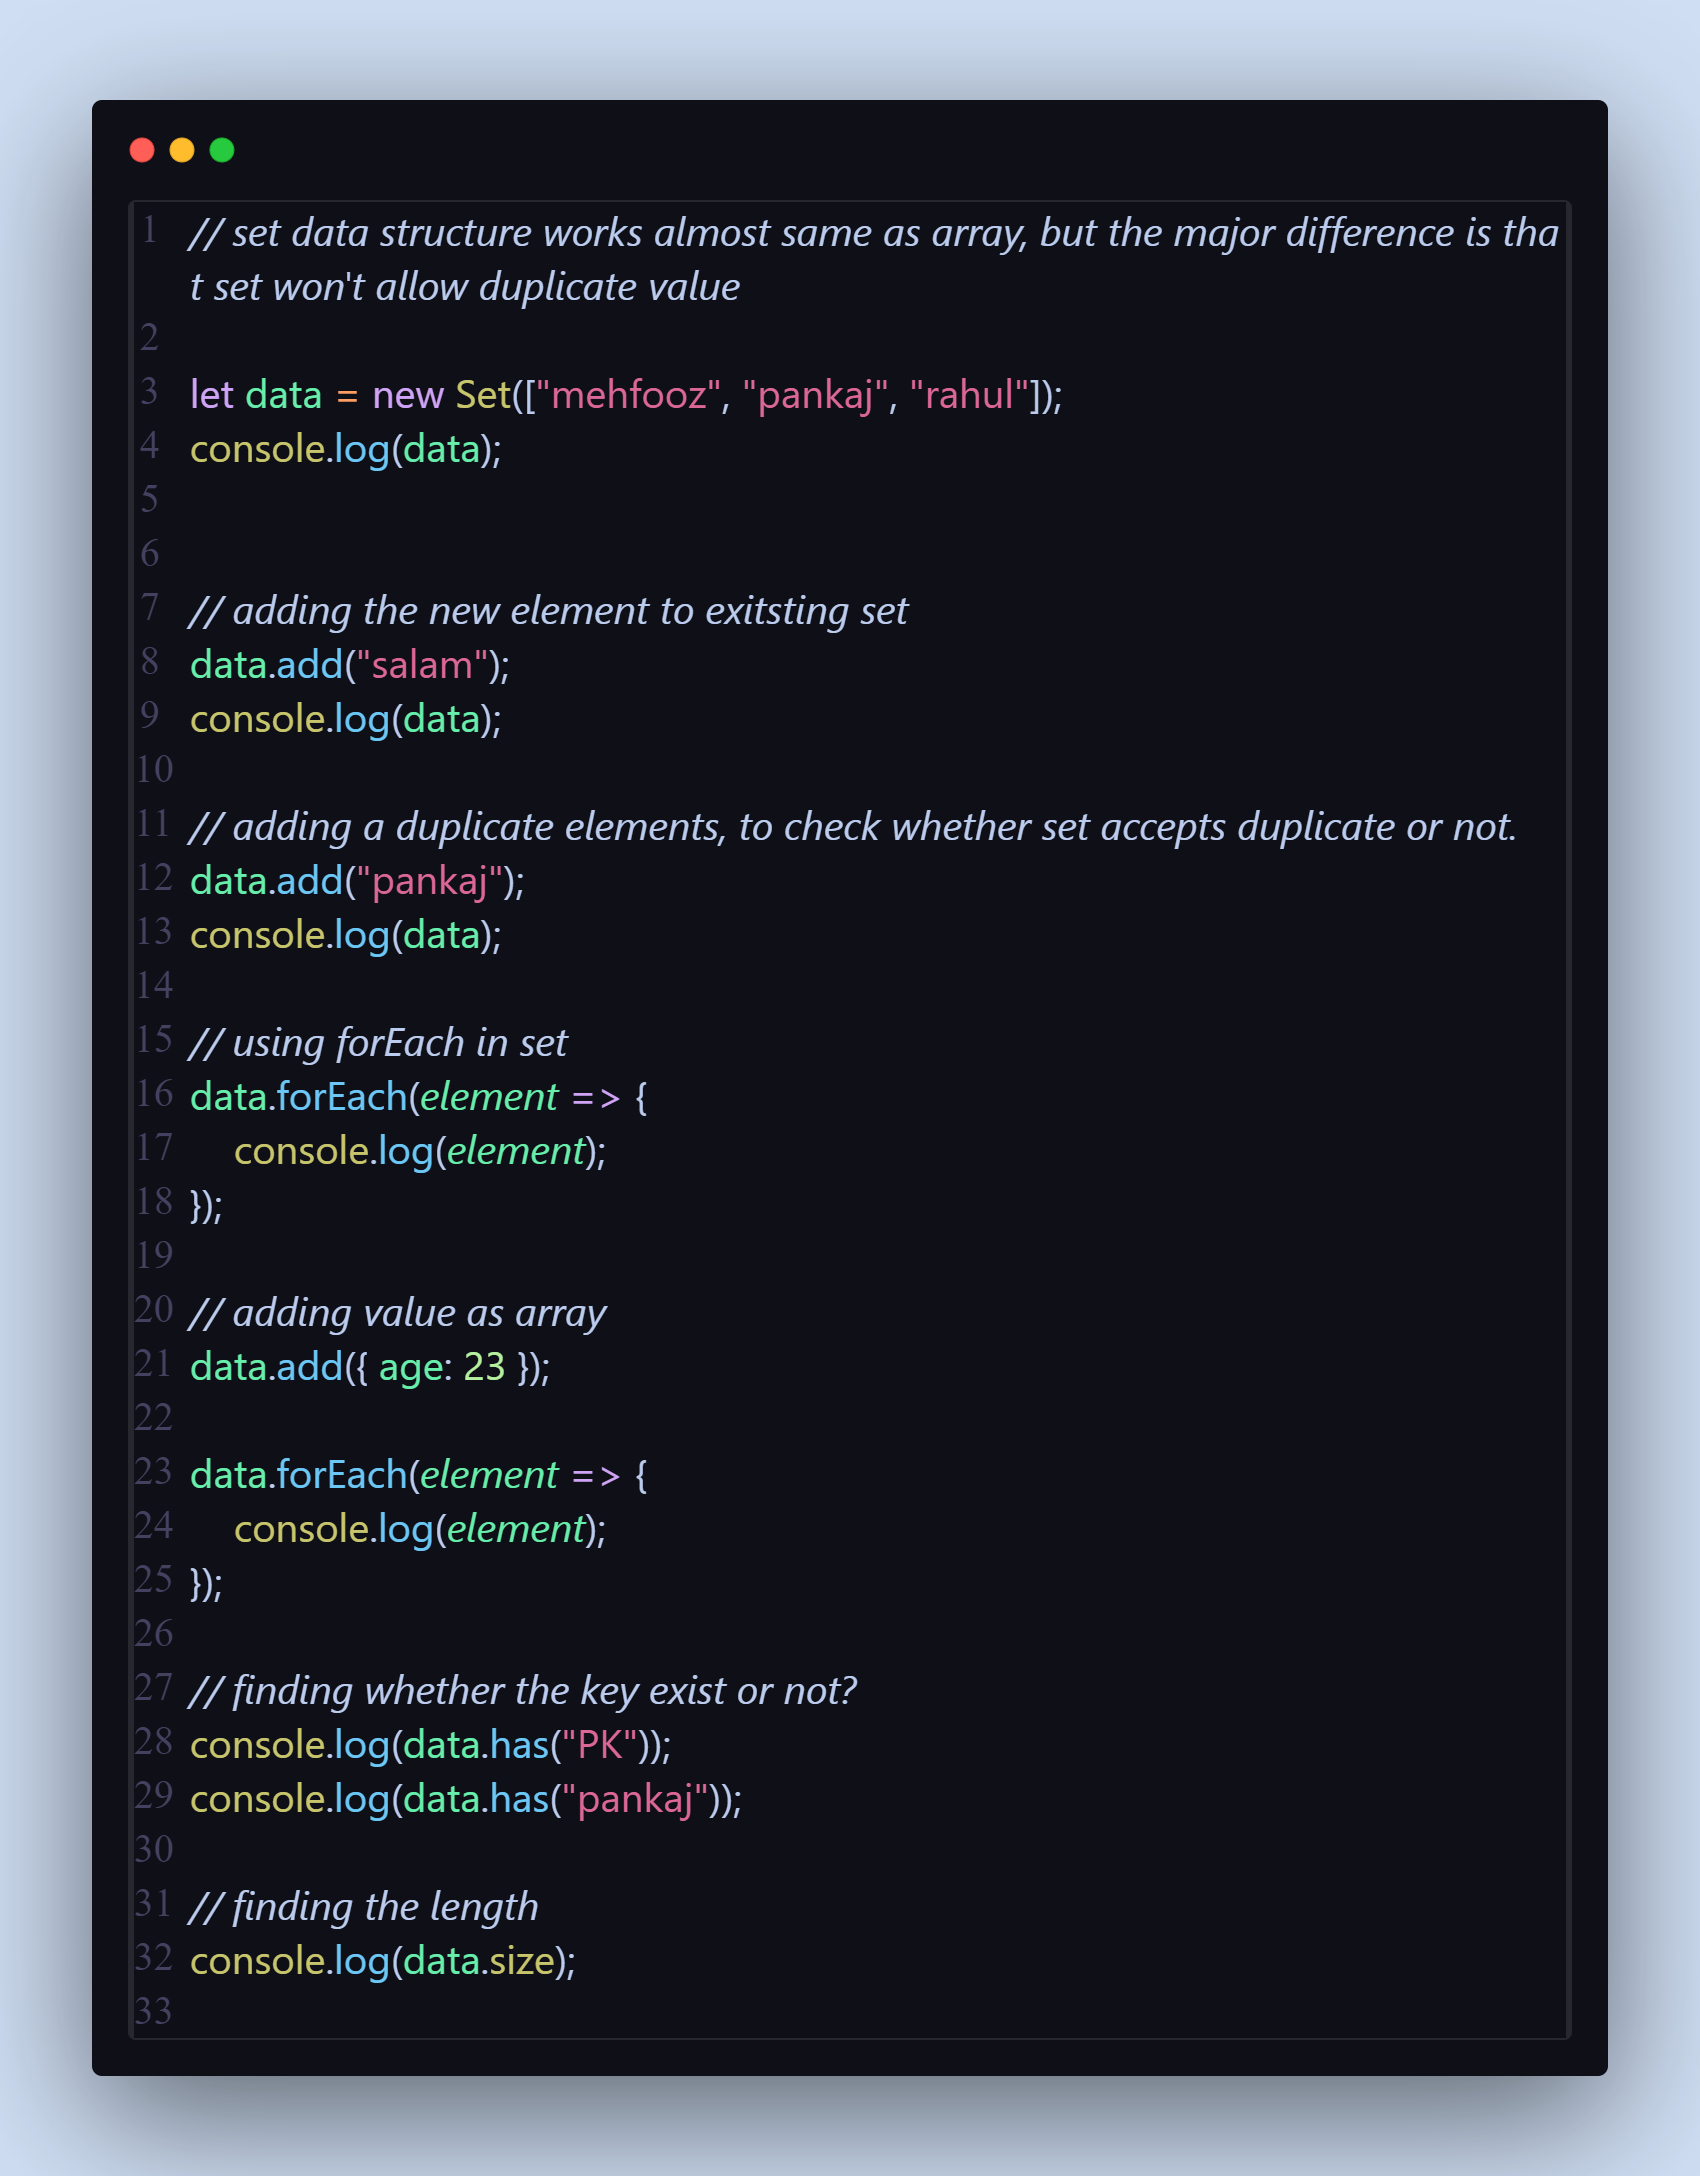 1 // set data structure works almost same as array, but the major difference is tha
t set won't allow duplicate value
2
3 let data = new Set(["mehfooz", "pankaj", "rahul"]);
4 console.log(data);
5
6
7 // adding the new element to exitsting set
8 data.add("salam");
9 console.log(data);
10
11 // adding a duplicate elements, to check whether set accepts duplicate or not.
12 data.add("pankaj");
13 console.log(data);
14
15 // using forEach in set
16 data.forEach(element => {
17     console.log(element);
18 });
19
20 // adding value as array
21 data.add({ age: 23 });
22
23 data.forEach(element => {
24     console.log(element);
25 });
26
27 // finding whether the key exist or not?
28 console.log(data.has("PK"));
29 console.log(data.has("pankaj"));
30
31 // finding the length
32 console.log(data.size);
33